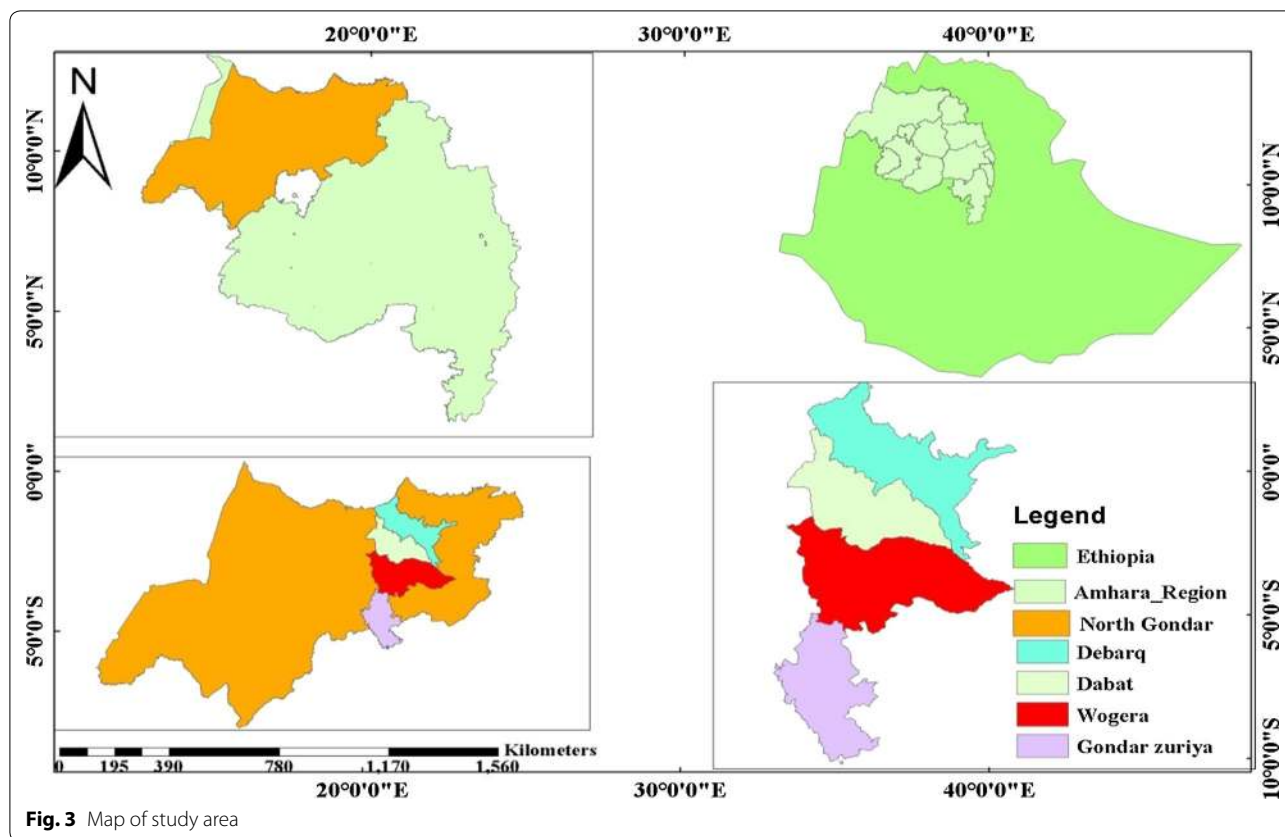 20°0'0"E 30°0'0"E 40°0'0"E
N
10°0'0"N
5°0'0"N
0°0'0"
5°0'0"S
10°0'0"N
5°0'0"N
0°0'0"
5°0'0"S
10°0'0"S
Legend
Ethiopia
Amhara_Region
North Gondar
Debarq
Dabat
Wogera
Gondar zuriya
Kilometers
0 195 390 780 1,170 1,560
20°0'0"E 30°0'0"E 40°0'0"E
Fig. 3 Map of study area